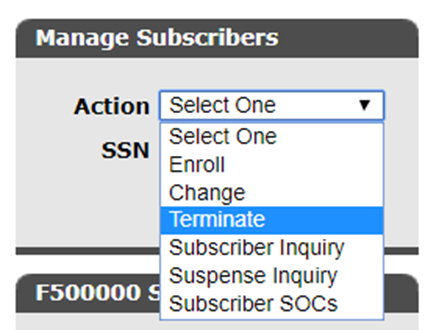 Manage Subscribers
Action Select One ▼
SSN
Select One
Enroll
Change
Terminate
Subscriber Inquiry
Suspense Inquiry
Subscriber SOCs
F500000 S